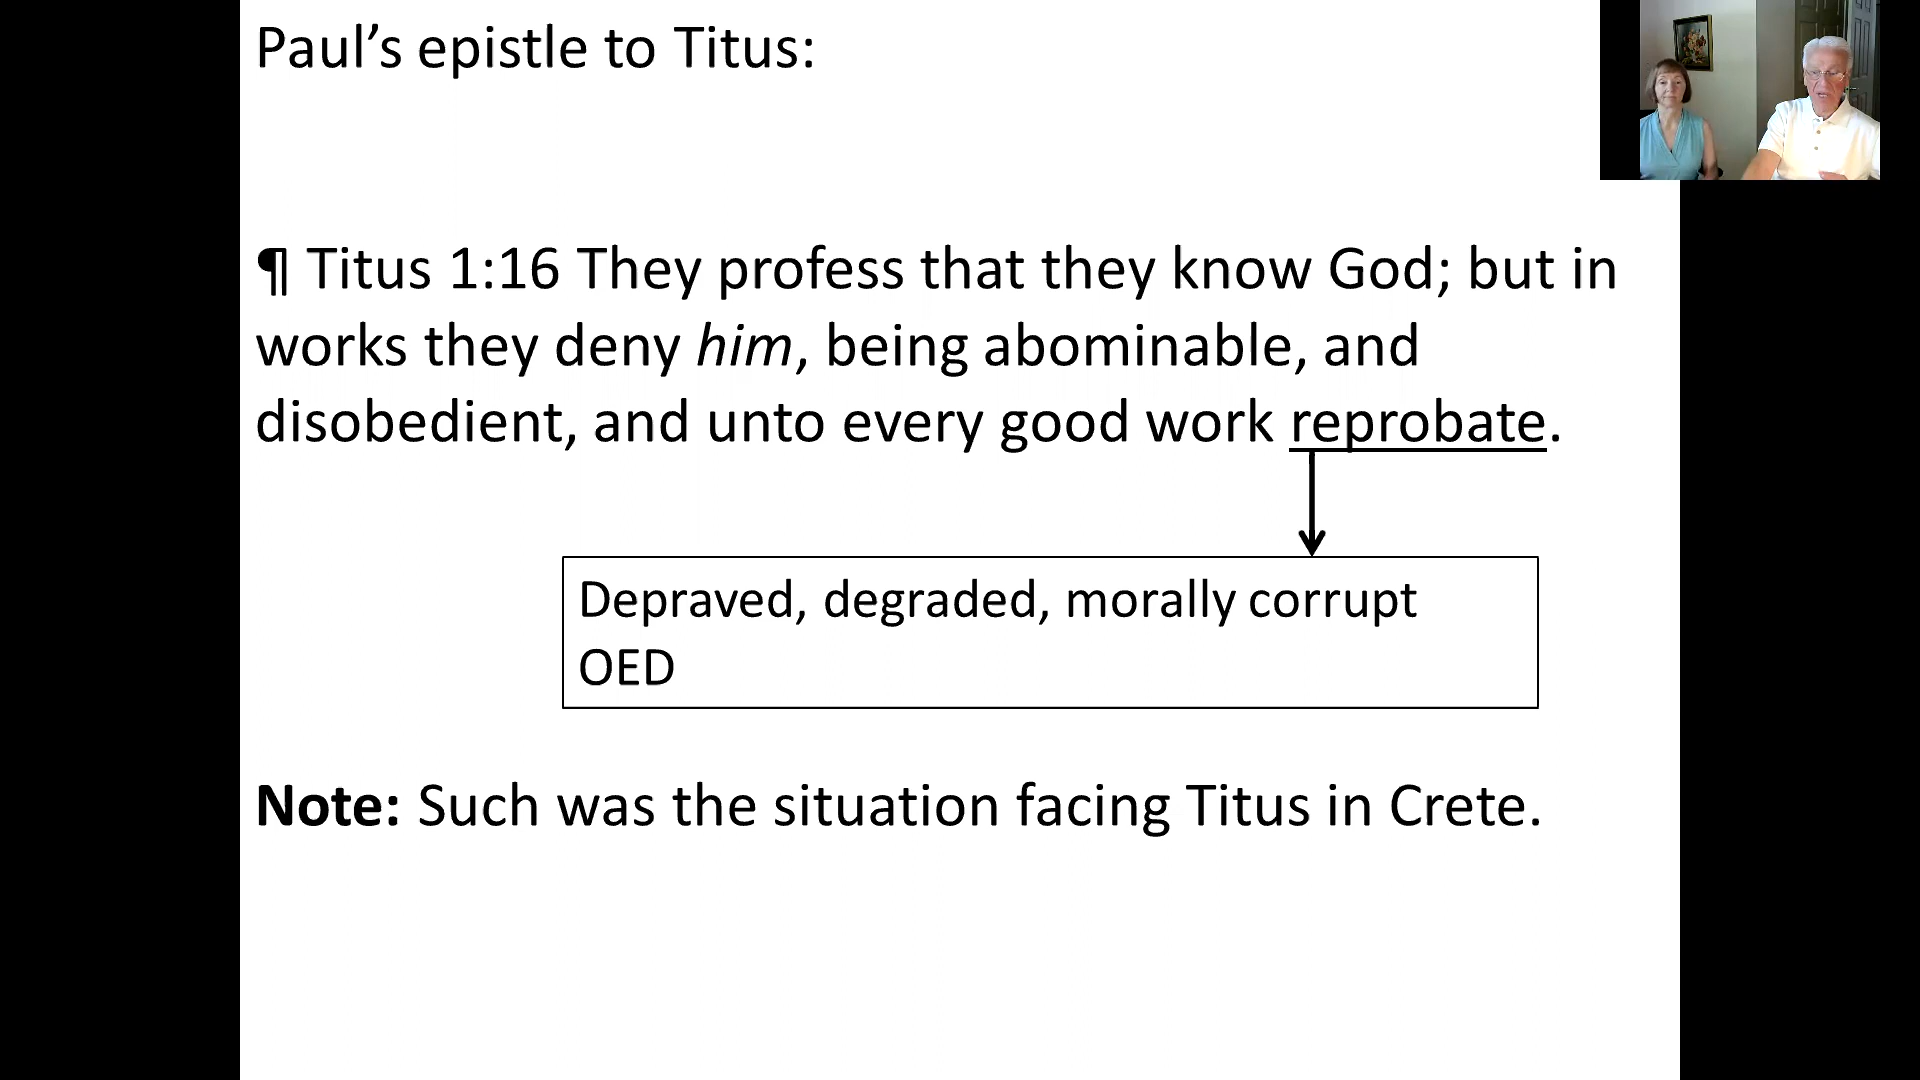 Paul’s epistle to Titus:
¶ Titus 1:16 They profess that they know God; but in
works they deny him, being abominable, and
disobedient, and unto every good work reprobate.
Depraved, degraded, morally corrupt
OED
Note: Such was the situation facing Titus in Crete.